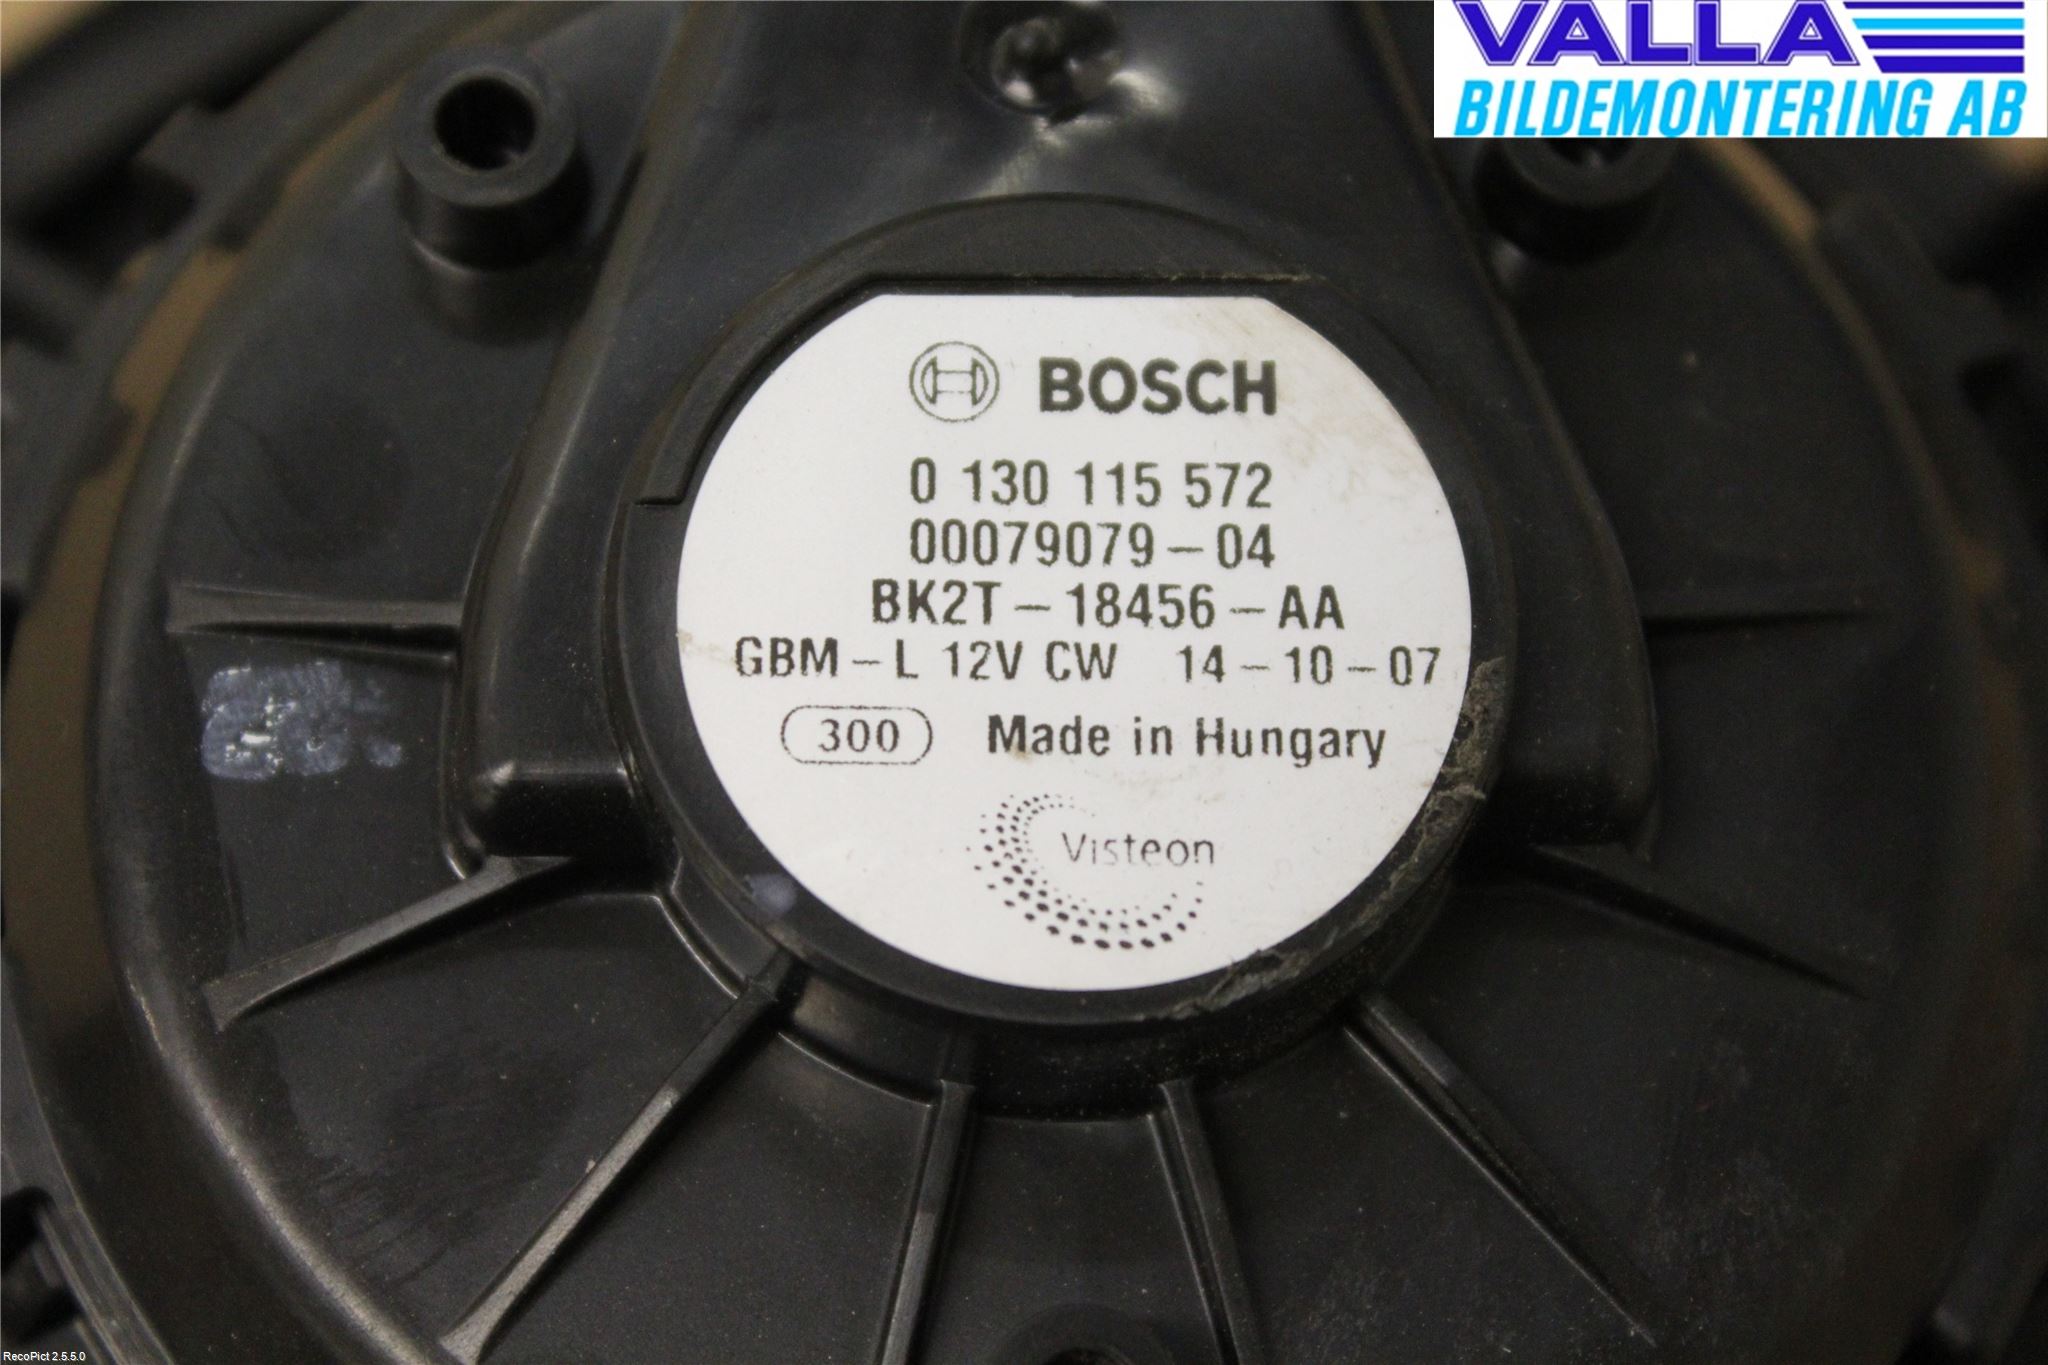 VALLA
BILDEMONTERING AB
BOSCH
0 130 115 572
00079079-04
BK2T-18456-AA
GBM-L 12V CW 14-10-07
300 Made in Hungary
Visteon
RecoPict 2.5.5.0